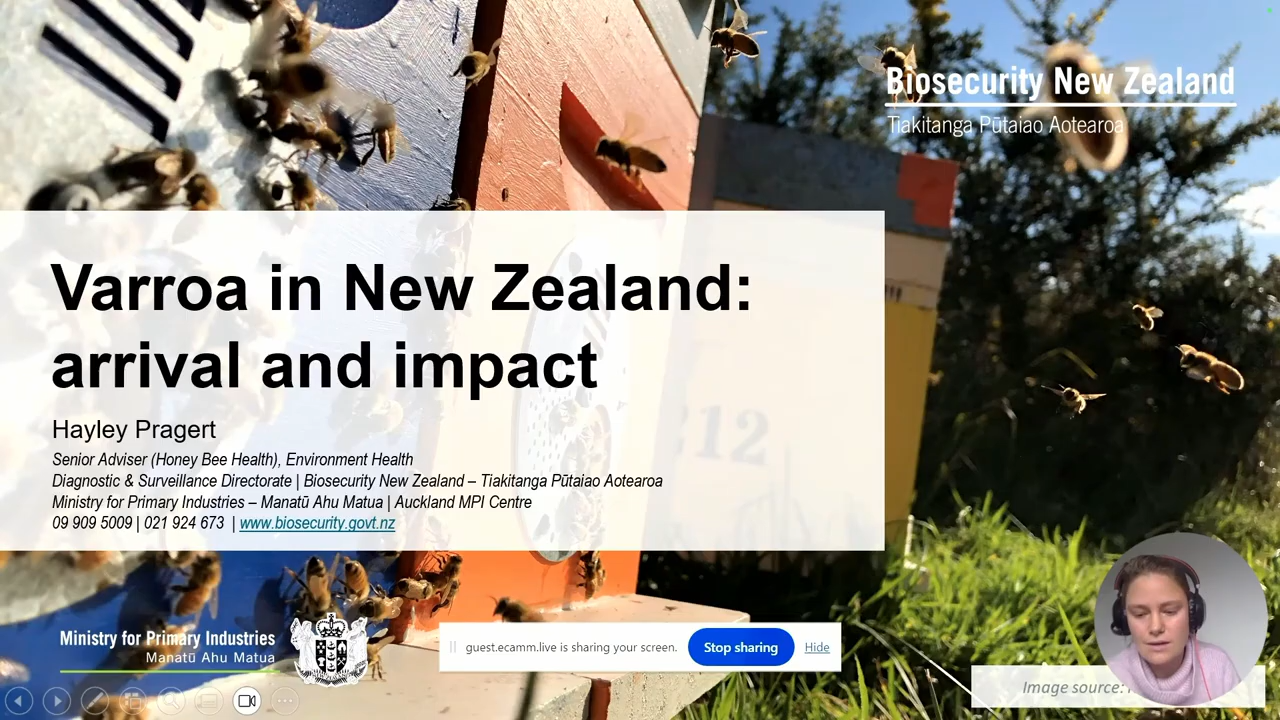 Biosecurity New Zealand
Tiakitanga Pūtaiao Aotearoa
Varroa in New Zealand:
arrival and impact
Hayley Pragert
Senior Adviser (Honey Bee Health), Environment Health
Diagnostic & Surveillance Directorate | Biosecurity New Zealand – Tiakitanga Pūtaiao Aotearoa
Ministry for Primary Industries – Manatū Ahu Matua | Auckland MPI Centre
09 909 5009 | 021 924 673 | www.biosecurity.govt.nz
212
Ministry for Primary Industries
Manatū Ahu Matua
guest.ecamm.live is sharing your screen.
Stop sharing
Hide
Image source: